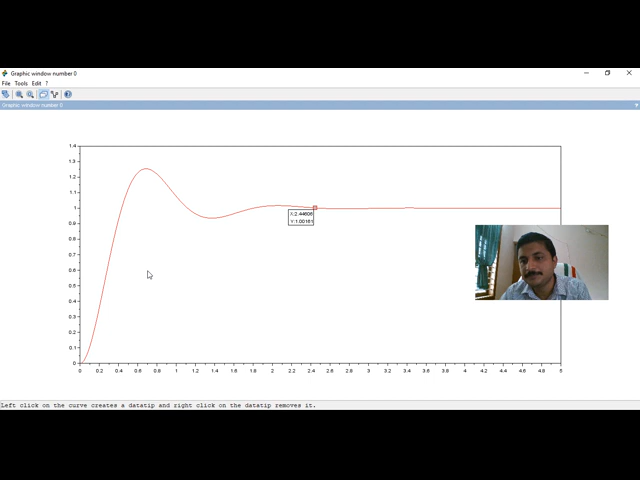 Graphic window number 0
File Tools Edit ?
Graphic window number 0
1.4
1.3
1.2
1.1
1
0.9
0.8
0.7
0.6
0.5
0.4
0.3
0.2
0.1
0
X:2.44608
Y:1.00161
0 0.2 0.4 0.6 0.8 1 1.2 1.4 1.6 1.8 2 2.2 2.4 2.6 2.8 3 3.2 3.4 3.6 3.8 4 4.2 4.4 4.6 4.8 5
Left click on the curve creates a datatip and right click on the datatip removes it.